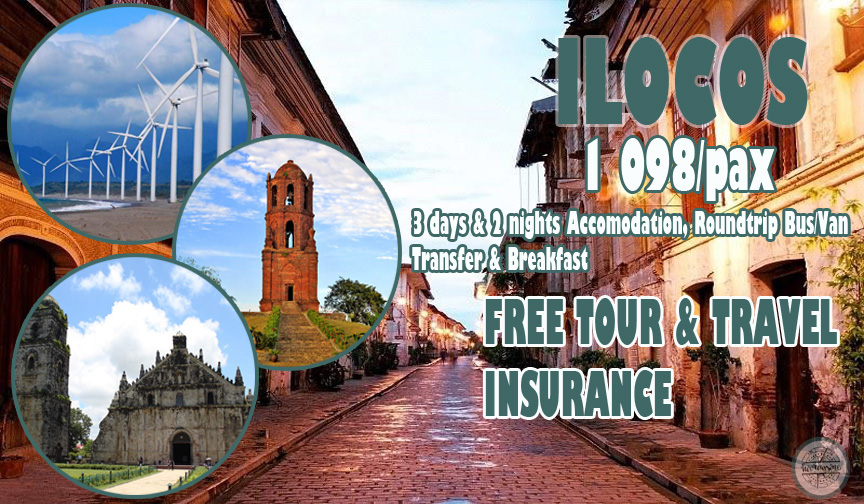 ILOCOS
1 098/pax
3 days & 2 nights Accomodation, Roundtrip Bus/Van
Transfer & Breakfast
FREE TOUR & TRAVEL
INSURANCE